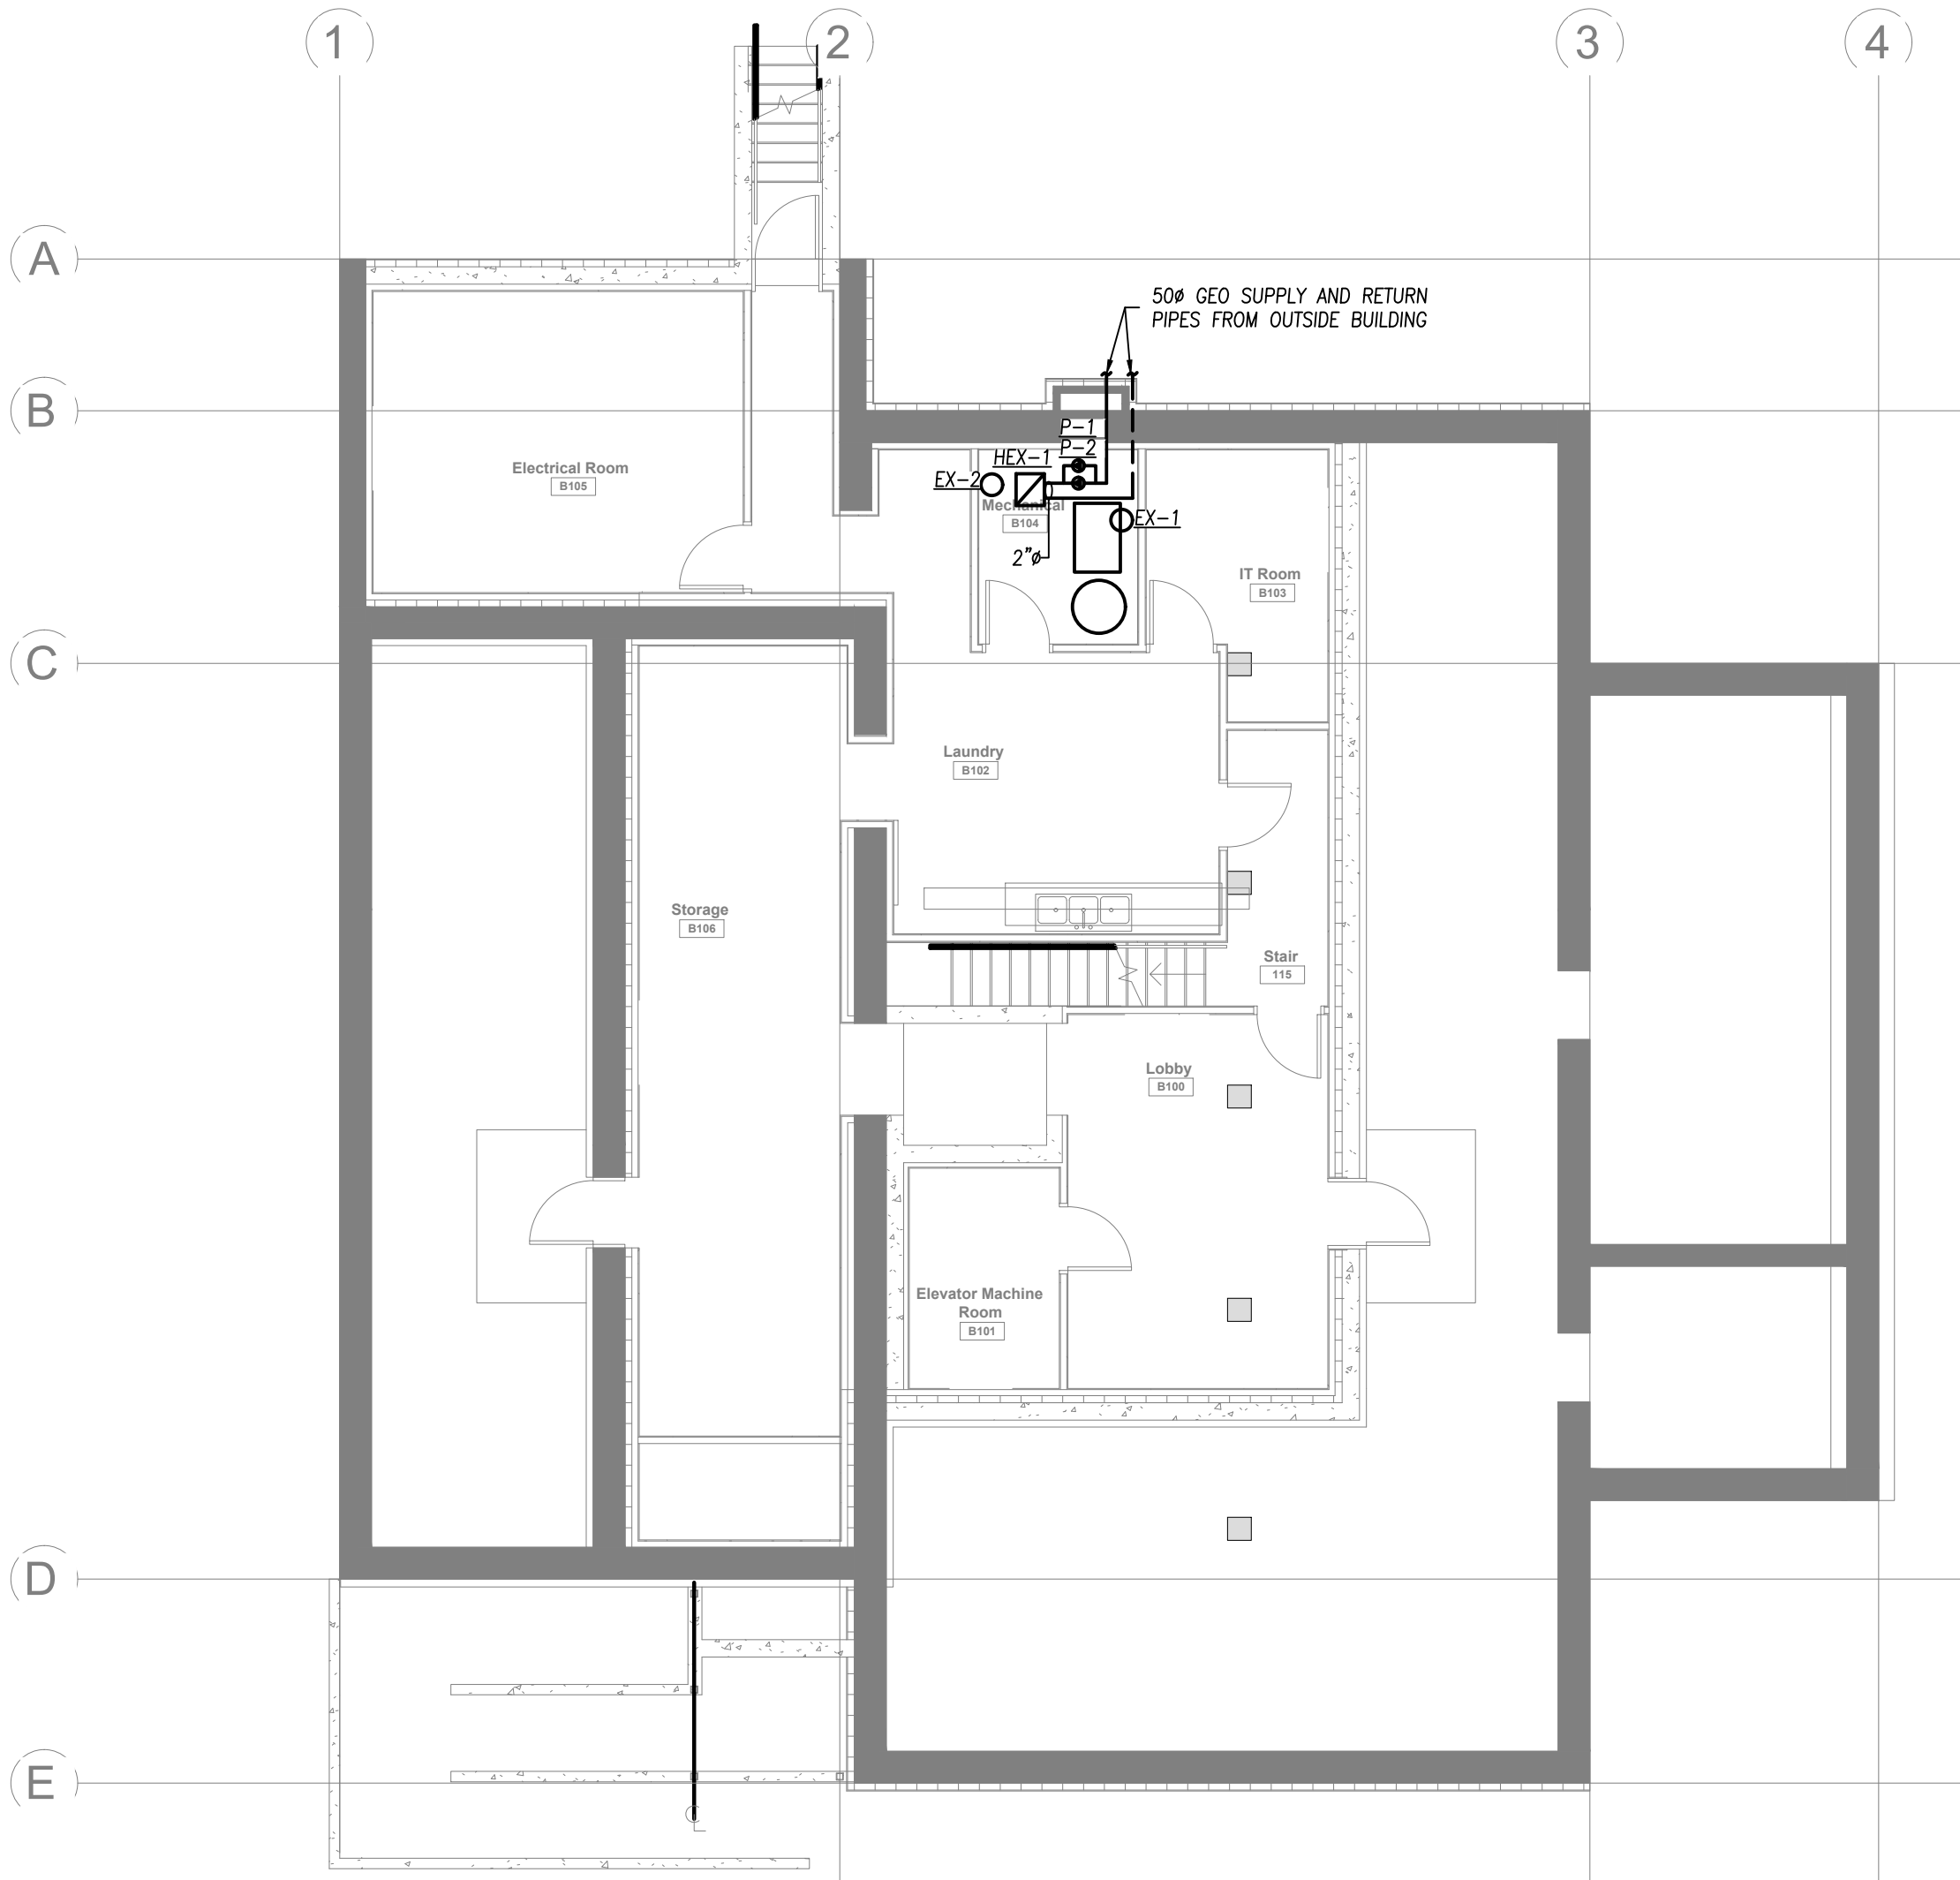 1
2
3
4
A
50ø GEO SUPPLY AND RETURN
PIPES FROM OUTSIDE BUILDING
B
P-1
P-2
HEX-1
EX-2
Electrical Room
B105
Mechanical
B104
EX-1
2"ø
IT Room
B103
C
Laundry
B102
Storage
B106
Stair
115
Lobby
B100
Elevator Machine
Room
B101
D
E